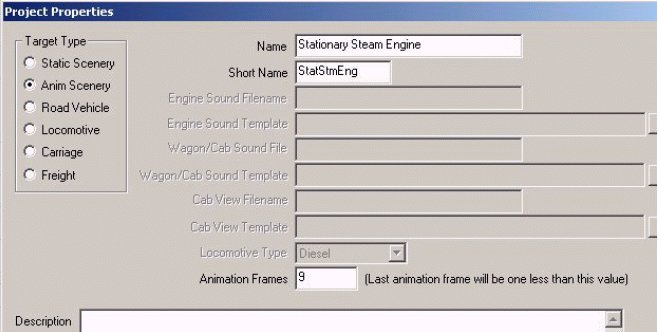 Project Properties
Target Type
Static Scenery
Anim Scenery
Road Vehicle
Locomotive
Carriage
Freight
Name Stationary Steam Engine
Short Name StatStmEng
Engine Sound Filename
Engine Sound Template
Wagon/Cab Sound File
Wagon/Cab Sound Template
Cab View Filename
Cab View Template
Locomotive Type Diesel
Animation Frames 9 (Last animation frame will be one less than this value)
Description